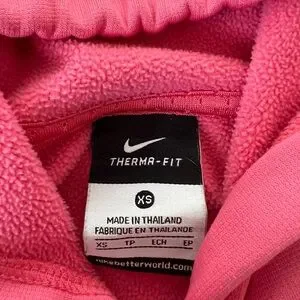 THERMA-FIT
XS
MADE IN THAILAND
FABRIQUÉ EN THAÏLANDE
XS TP ECH EP
nikebetterworld.com